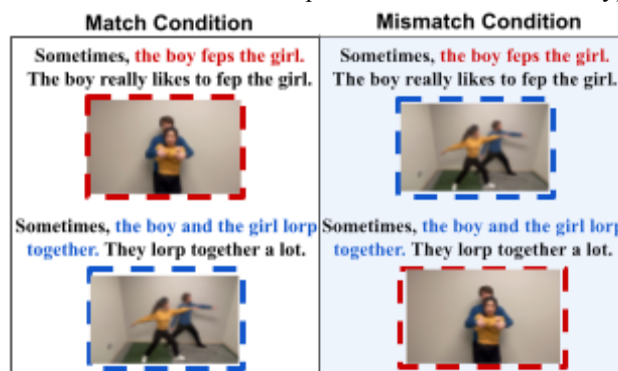 Match Condition
Mismatch Condition
Sometimes, the boy feps the girl.
The boy really likes to fep the girl.
Sometimes, the boy and the girl lorp
together. They lorp together a lot.
Sometimes, the boy feps the girl.
The boy really likes to fep the girl.
Sometimes, the boy and the girl lorp
together. They lorp together a lot.